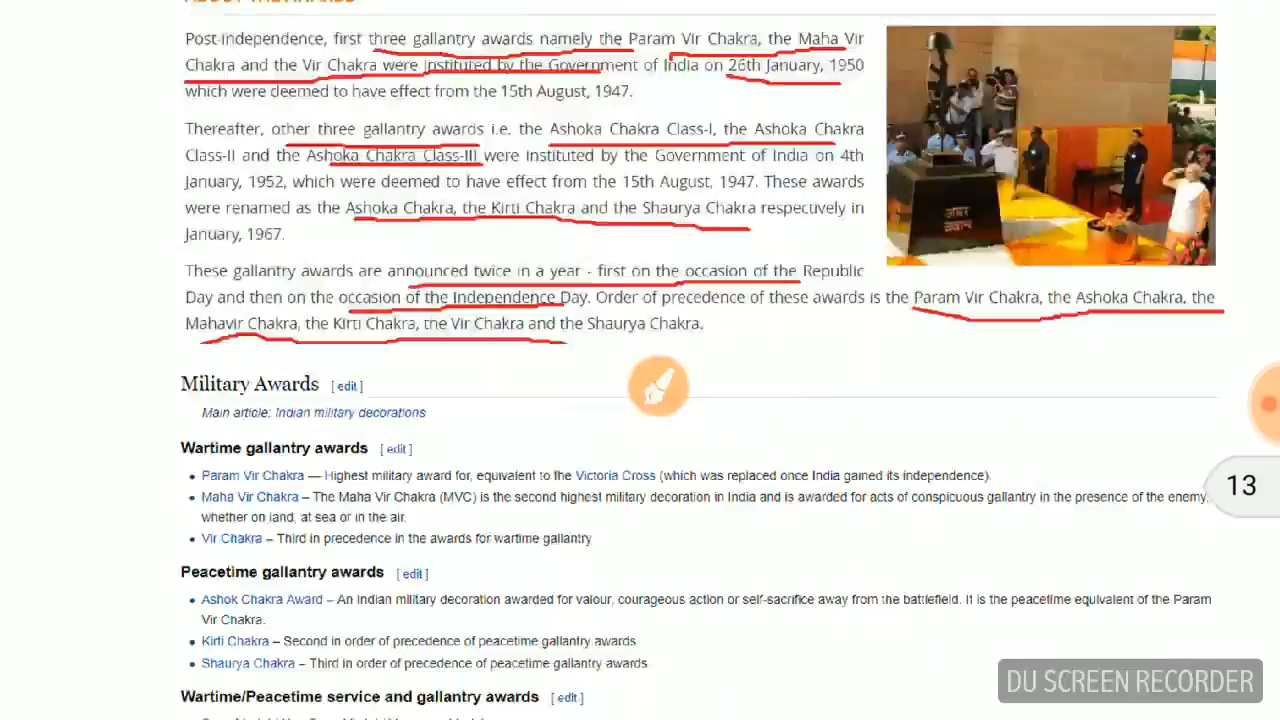 ABOUT THE AWARDS
Post-independence, first three gallantry awards namely the Param Vir Chakra, the Maha Vir
Chakra and the Vir Chakra were instituted by the Government of India on 26th January, 1950
which were deemed to have effect from the 15th August, 1947.
Thereafter, other three gallantry awards i.e. the Ashoka Chakra Class-I, the Ashoka Chakra
Class-II and the Ashoka Chakra Class-III were instituted by the Government of India on 4th
January, 1952, which were deemed to have effect from the 15th August, 1947. These awards
were renamed as the Ashoka Chakra, the Kirti Chakra and the Shaurya Chakra respectively in
January, 1967.
These gallantry awards are announced twice in a year - first on the occasion of the Republic
Day and then on the occasion of the Independence Day. Order of precedence of these awards is the Param Vir Chakra, the Ashoka Chakra, the
Mahavir Chakra, the Kirti Chakra, the Vir Chakra and the Shaurya Chakra.
अमर
जवान
Military Awards [ edit ]
Main article: Indian military decorations
Wartime gallantry awards [ edit ]
• Param Vir Chakra — Highest military award for, equivalent to the Victoria Cross (which was replaced once India gained its independence).
• Maha Vir Chakra – The Maha Vir Chakra (MVC) is the second highest military decoration in India and is awarded for acts of conspicuous gallantry in the presence of the enemy,
whether on land, at sea or in the air.
• Vir Chakra – Third in precedence in the awards for wartime gallantry
13
Peacetime gallantry awards [ edit ]
• Ashok Chakra Award – An Indian military decoration awarded for valour, courageous action or self-sacrifice away from the battlefield. It is the peacetime equivalent of the Param
Vir Chakra.
• Kirti Chakra – Second in order of precedence of peacetime gallantry awards
• Shaurya Chakra – Third in order of precedence of peacetime gallantry awards
Wartime/Peacetime service and gallantry awards [ edit ]
DU SCREEN RECORDER